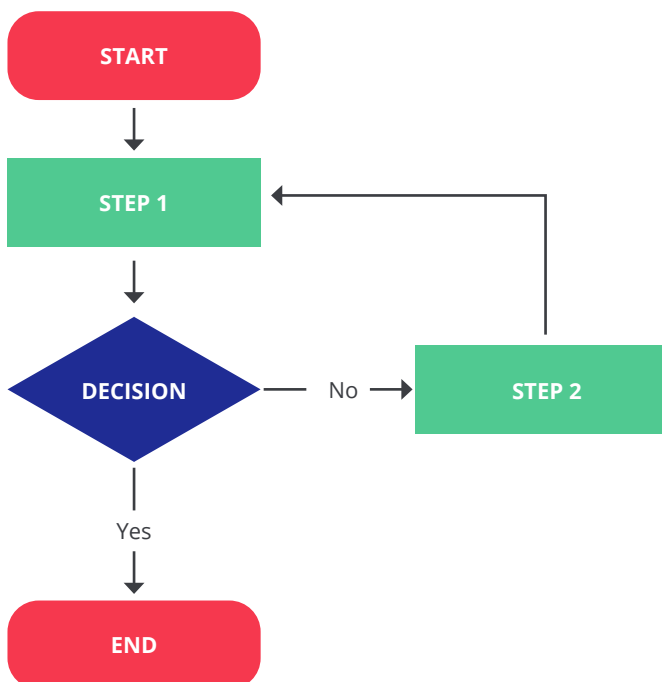 START
STEP 1
DECISION
No
STEP 2
Yes
END